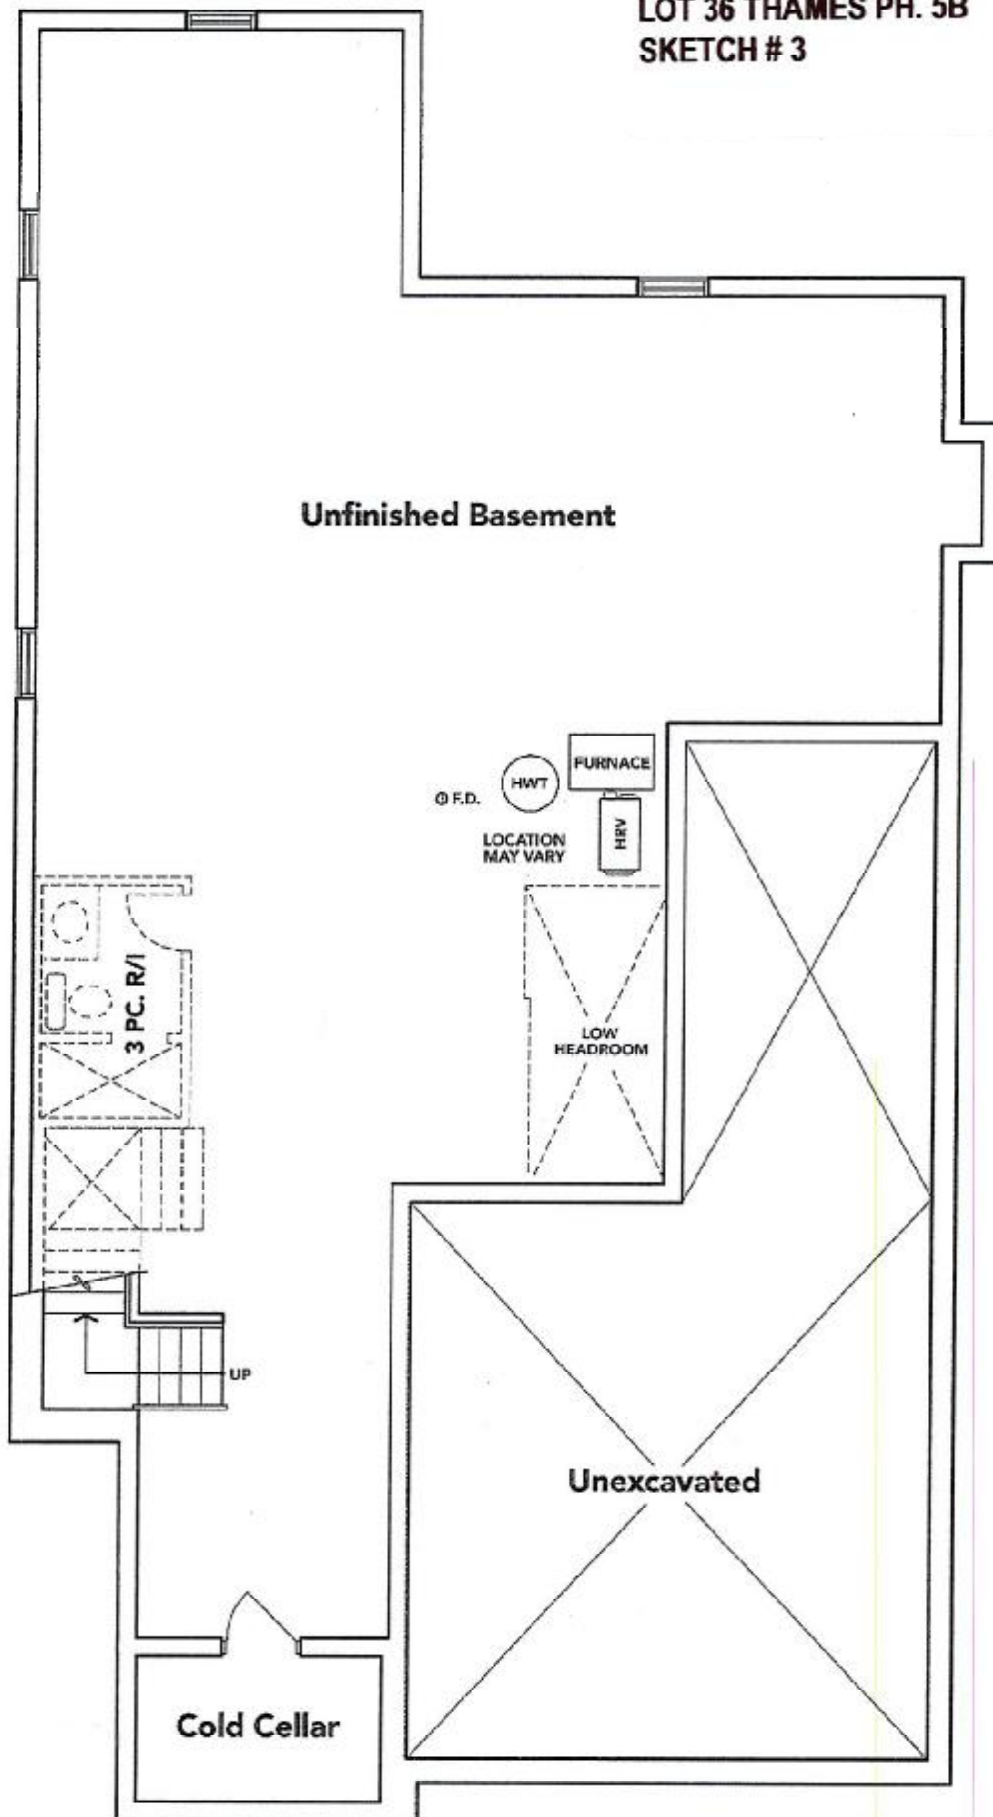 LOT 36 THAMES PH. 5B
SKETCH # 3
Unfinished Basement
FURNACE
HWT
F.D.
HRV
LOCATION
MAY VARY
3 PC. R/I
LOW
HEADROOM
UP
Unexcavated
Cold Cellar